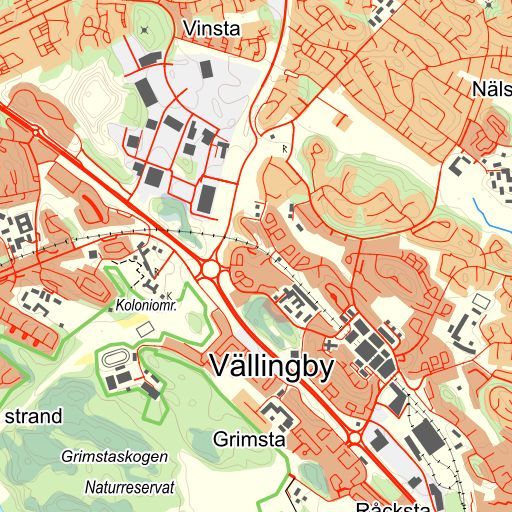 Vinsta
Näls
Koloniomr.
Vällingby
strand
Grimsta
Grimstaskogen
Naturreservat
Råcksta